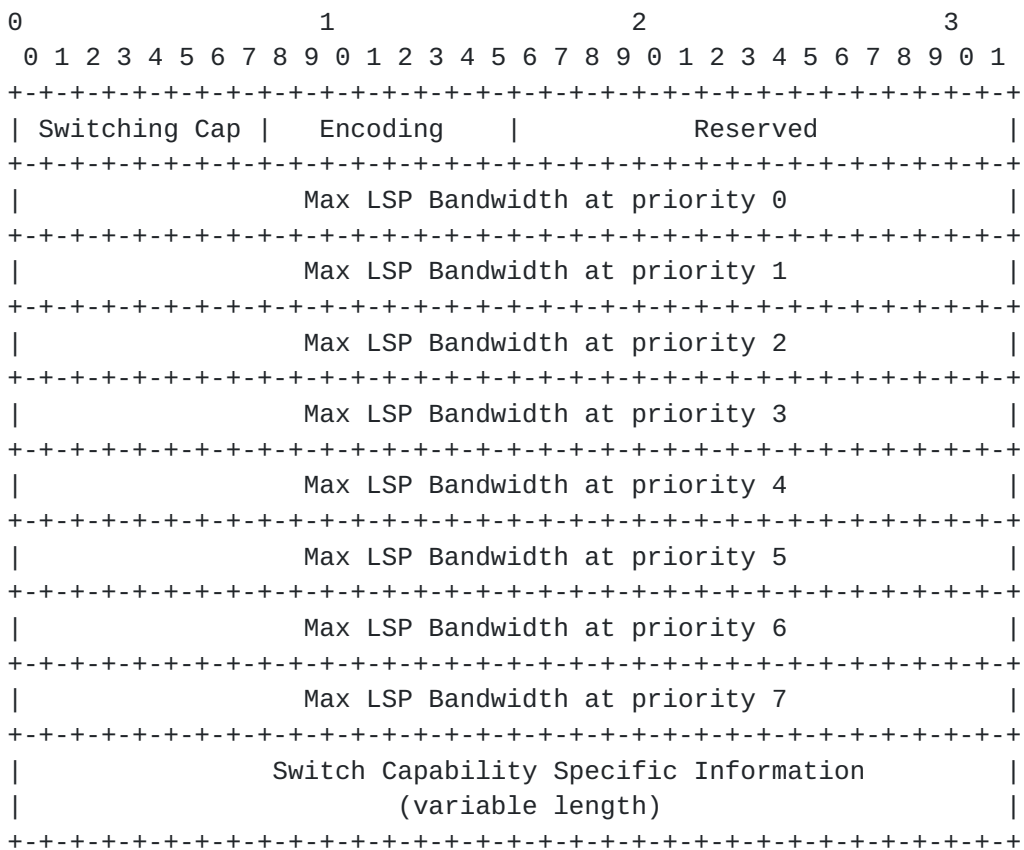 0                   1                   2                   3
 0 1 2 3 4 5 6 7 8 9 0 1 2 3 4 5 6 7 8 9 0 1 2 3 4 5 6 7 8 9 0 1
+-+-+-+-+-+-+-+-+-+-+-+-+-+-+-+-+-+-+-+-+-+-+-+-+-+-+-+-+-+-+-+-+
| Switching Cap |   Encoding    |           Reserved            |
+-+-+-+-+-+-+-+-+-+-+-+-+-+-+-+-+-+-+-+-+-+-+-+-+-+-+-+-+-+-+-+-+
|                  Max LSP Bandwidth at priority 0              |
+-+-+-+-+-+-+-+-+-+-+-+-+-+-+-+-+-+-+-+-+-+-+-+-+-+-+-+-+-+-+-+-+
|                  Max LSP Bandwidth at priority 1              |
+-+-+-+-+-+-+-+-+-+-+-+-+-+-+-+-+-+-+-+-+-+-+-+-+-+-+-+-+-+-+-+-+
|                  Max LSP Bandwidth at priority 2              |
+-+-+-+-+-+-+-+-+-+-+-+-+-+-+-+-+-+-+-+-+-+-+-+-+-+-+-+-+-+-+-+-+
|                  Max LSP Bandwidth at priority 3              |
+-+-+-+-+-+-+-+-+-+-+-+-+-+-+-+-+-+-+-+-+-+-+-+-+-+-+-+-+-+-+-+-+
|                  Max LSP Bandwidth at priority 4              |
+-+-+-+-+-+-+-+-+-+-+-+-+-+-+-+-+-+-+-+-+-+-+-+-+-+-+-+-+-+-+-+-+
|                  Max LSP Bandwidth at priority 5              |
+-+-+-+-+-+-+-+-+-+-+-+-+-+-+-+-+-+-+-+-+-+-+-+-+-+-+-+-+-+-+-+-+
|                  Max LSP Bandwidth at priority 6              |
+-+-+-+-+-+-+-+-+-+-+-+-+-+-+-+-+-+-+-+-+-+-+-+-+-+-+-+-+-+-+-+-+
|                  Max LSP Bandwidth at priority 7              |
+-+-+-+-+-+-+-+-+-+-+-+-+-+-+-+-+-+-+-+-+-+-+-+-+-+-+-+-+-+-+-+-+
|                Switch Capability Specific Information         |
|                        (variable length)                      |
+-+-+-+-+-+-+-+-+-+-+-+-+-+-+-+-+-+-+-+-+-+-+-+-+-+-+-+-+-+-+-+-+